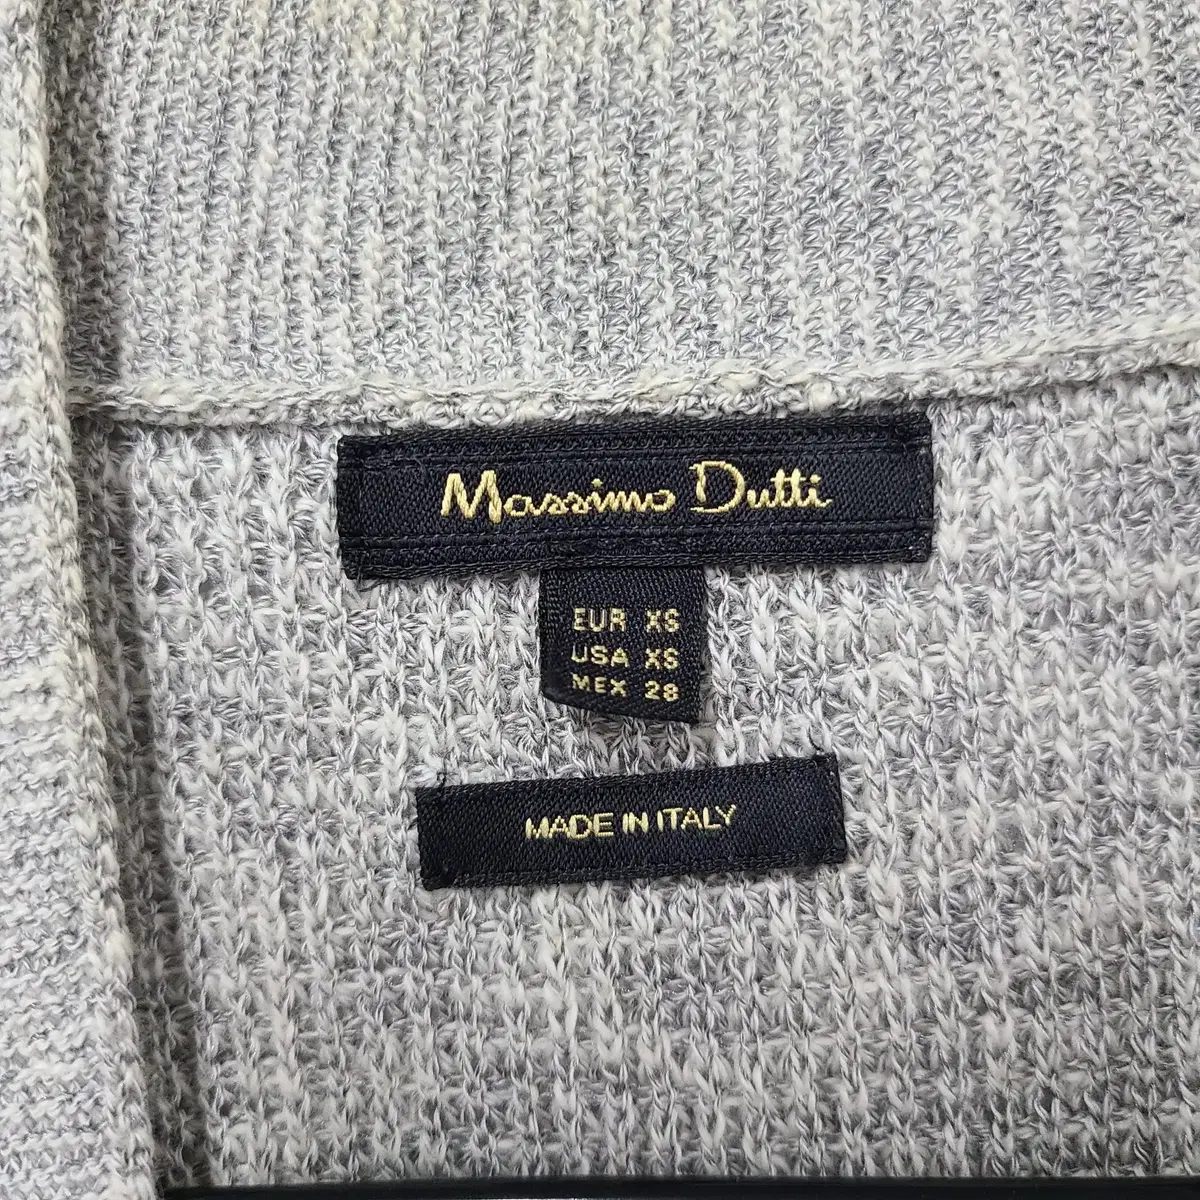 Massimo Dutti
EUR XS
USA XS
MEX 28
MADE IN ITALY